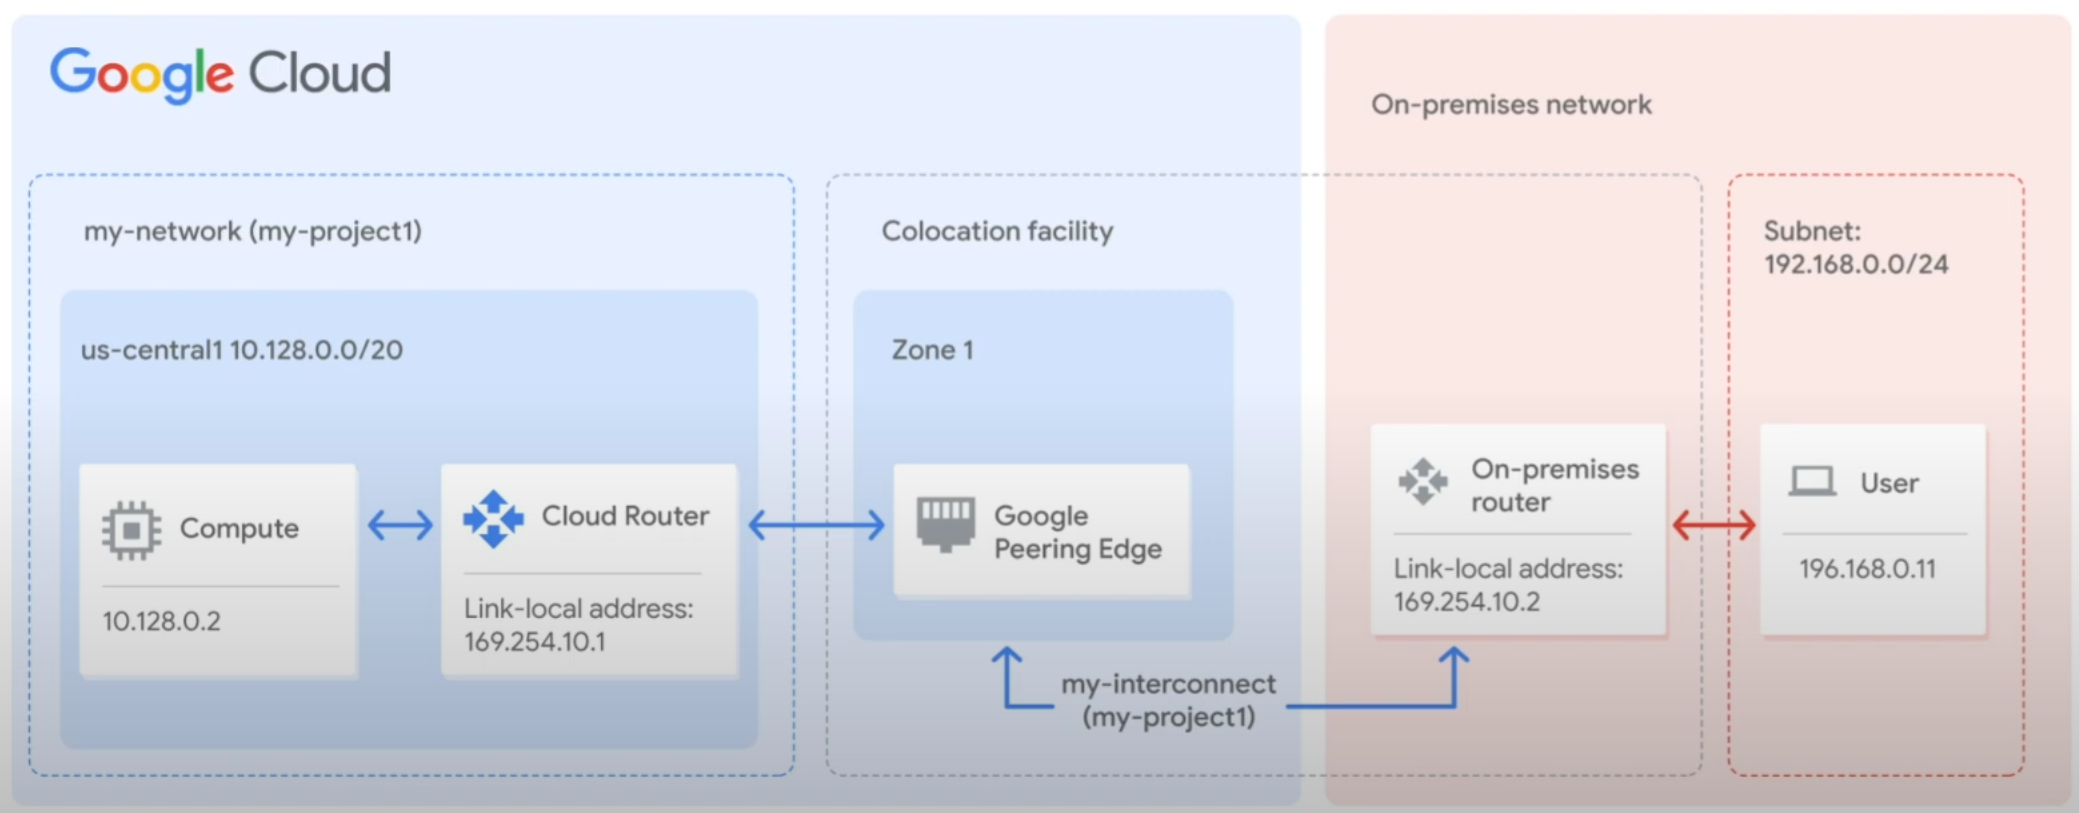 Google Cloud
On-premises network
my-network (my-project1)
Colocation facility
Subnet:
192.168.0.0/24
us-central1 10.128.0.0/20
Zone 1
Compute
10.128.0.2
Cloud Router
Link-local address:
169.254.10.1
Google
Peering Edge
On-premises
router
Link-local address:
169.254.10.2
User
196.168.0.11
my-interconnect
(my-project1)